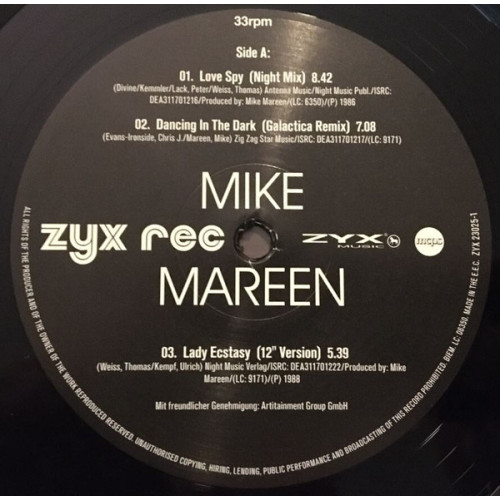 33rpm
Side A:
01. Love Spy (Night Mix) 8.42
(Divine/Kemmler/Lack, Peter/Weiss, Thomas) Antenna Music/Night Music Publ./ISRC:
DEA311701216/Produced by: Mike Mareen/(LC: 6350)/(P) 1986
02. Dancing In The Dark (Galactica Remix) 7.08
(Evans-Ironside, Chris J./Mareen, Mike) Zig Zag Star Music/ISRC: DEA311701217/(LC: 9171)
MIKE
zyx rec
ZYX®
MUSIC
mcps
MAREEN
03. Lady Ecstasy (12" Version) 5.39
(Weiss, Thomas/Kempf, Ulrich) Night Music Verlag/ISRC: DEA311701222/Produced by: Mike
Mareen/(LC: 9171)/(P) 1988
Mit freundlicher Genehmigung: Artitainment Group GmbH
ALL RIGHTS OF THE PRODUCER AND OF THE OWNER OF THE WORK REPRODUCED RESERVED. UNAUTHORISED COPYING, HIRING, LENDING, PUBLIC PERFORMANCE AND BROADCASTING OF THIS RECORD PROHIBITED. BIEM. LC: 06350. MADE IN THE E.E.C. ZYX 23025-1